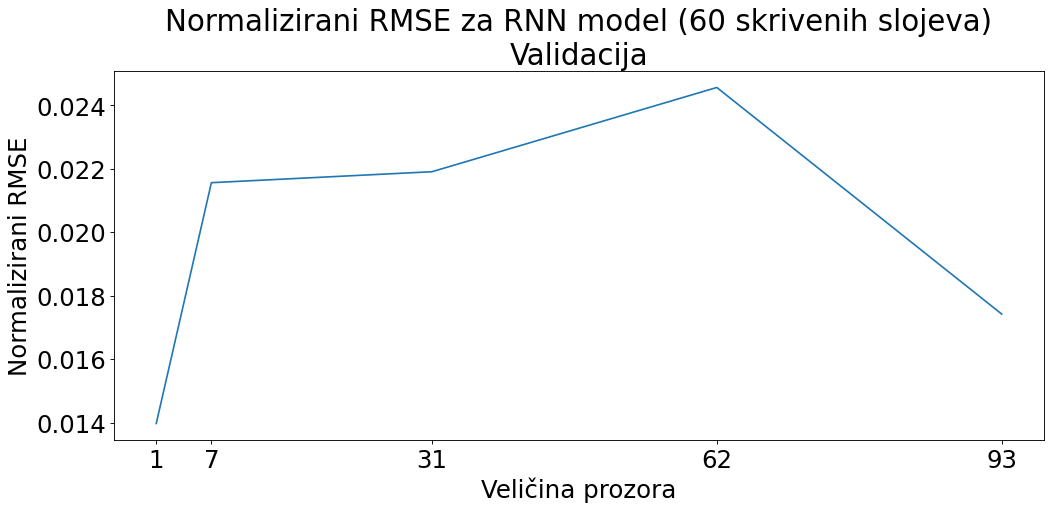 Normalizirani RMSE za RNN model (60 skrivenih slojeva)
Validacija
Normalizirani RMSE
0.024
0.022
0.020
0.018
0.016
0.014
1 7 31 62 93
Veličina prozora